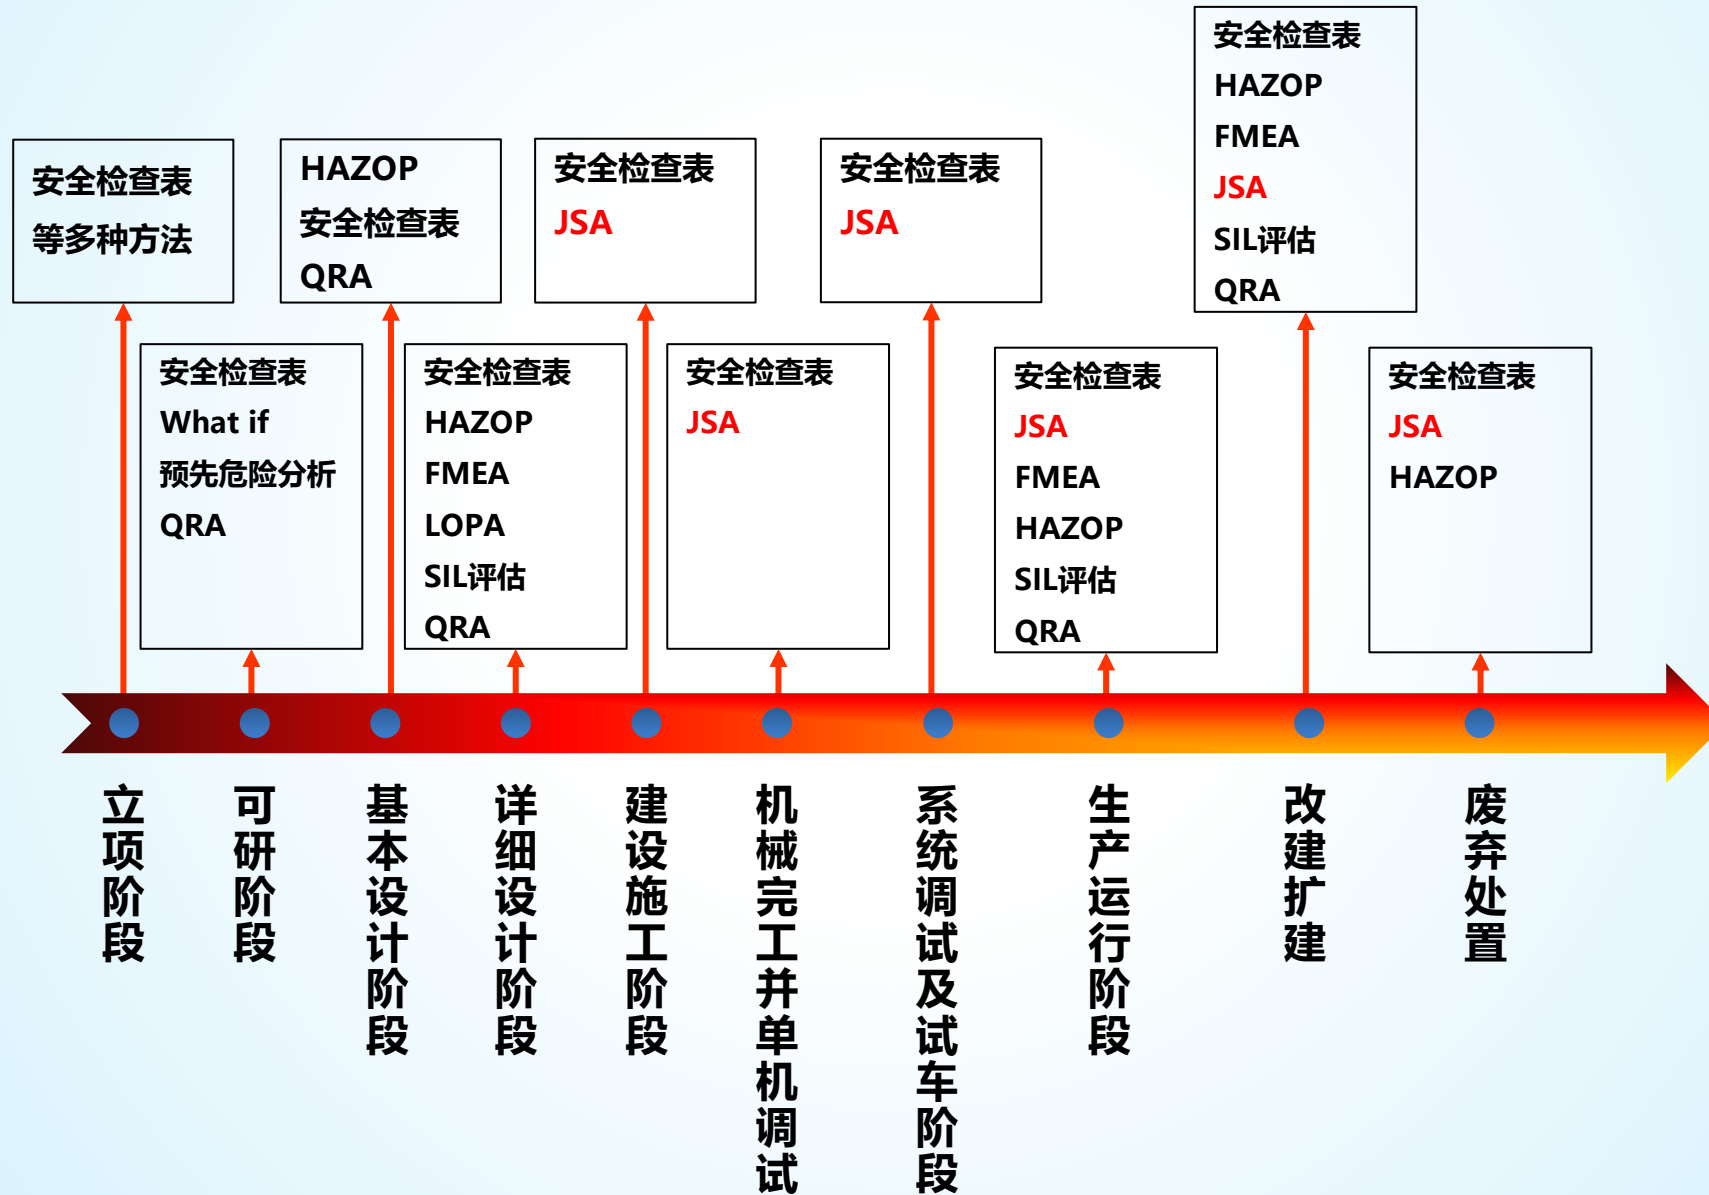 安全检查表
等多种方法
安全检查表
What if
预先危险分析
QRA
HAZOP
安全检查表
QRA
安全检查表
HAZOP
FMEA
LOPA
SIL评估
QRA
安全检查表
JSA
安全检查表
JSA
安全检查表
JSA
安全检查表
JSA
FMEA
HAZOP
SIL评估
QRA
安全检查表
HAZOP
FMEA
JSA
SIL评估
QRA
安全检查表
JSA
HAZOP
立项阶段
可研阶段
基本设计阶段
详细设计阶段
建设施工阶段
机械完工并单机调试
系统调试及试车阶段
生产运行阶段
改建扩建
废弃处置